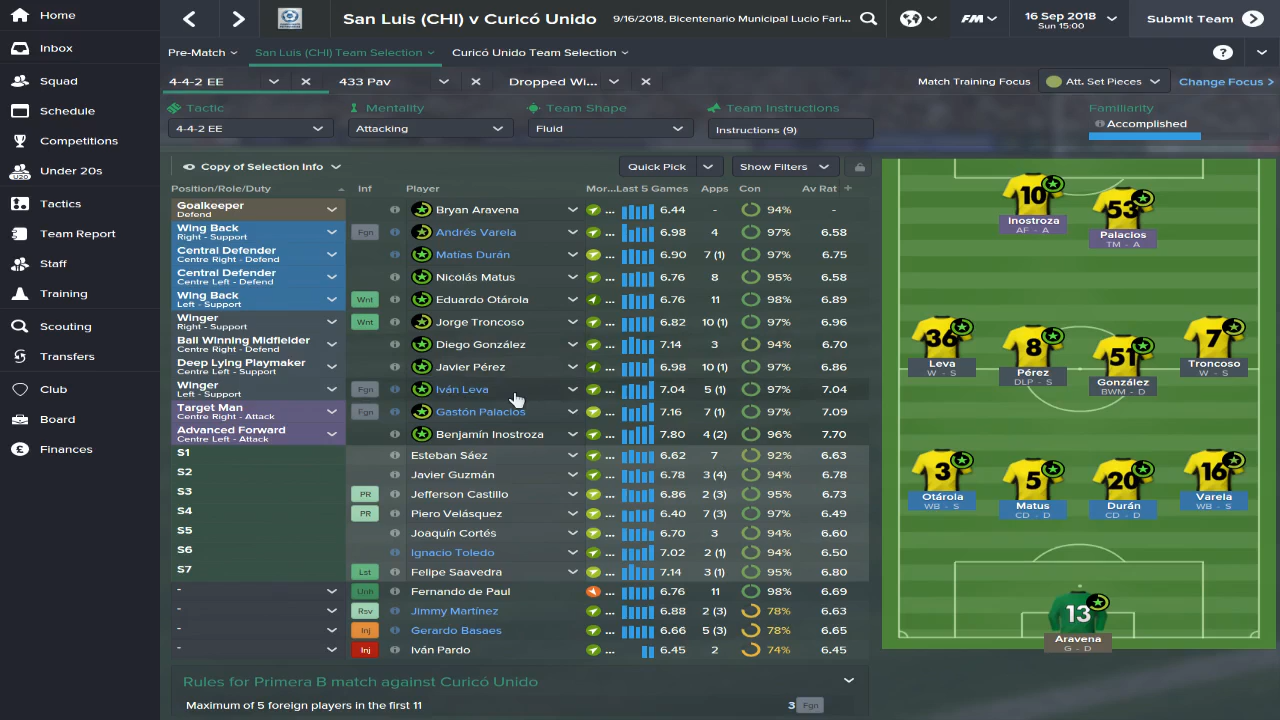 Home
Inbox
Squad
Schedule
Competitions
Under 20s
Tactics
Team Report
Staff
Training
Scouting
Transfers
Club
Board
Finances
San Luis (CHI) v Curicó Unido 9/16/2018, Bicentenario Municipal Lucio Fari... FM 16 Sep 2018 Sun 15:00 Submit Team
Pre-Match San Luis (CHI) Team Selection Curicó Unido Team Selection ?
4-4-2 EE 433 Pav Dropped Wi... Match Training Focus Att. Set Pieces Change Focus >
Tactic Mentality Team Shape Team Instructions Familiarity
4-4-2 EE Attacking Fluid Instructions (9) Accomplished
Copy of Selection Info Quick Pick Show Filters
Position/Role/Duty Inf Player Mor... Last 5 Games Apps Con Av Rat
Goalkeeper Defend Bryan Aravena ... 6.44 - 94% -
Wing Back Right - Support Fgn Andrés Varela ... 6.98 4 97% 6.58
Central Defender Centre Right - Defend Matías Durán ... 6.90 7 (1) 97% 6.75
Central Defender Centre Left - Defend Nicolás Matus ... 6.76 8 95% 6.58
Wing Back Left - Support Wnt Eduardo Otárola ... 6.76 11 98% 6.89
Winger Right - Support Wnt Jorge Troncoso ... 6.82 10 (1) 97% 6.96
Ball Winning Midfielder Centre Right - Defend Diego González ... 7.14 3 94% 6.70
Deep Lying Playmaker Centre Left - Support Javier Pérez ... 6.98 10 (1) 97% 6.86
Winger Left - Support Fgn Iván Leva ... 7.04 5 (1) 97% 7.04
Target Man Centre Right - Attack Fgn Gastón Palacios ... 7.16 7 (1) 97% 7.09
Advanced Forward Centre Left - Attack Benjamín Inostroza ... 7.80 4 (2) 96% 7.70
S1 Esteban Sáez ... 6.62 7 92% 6.63
S2 Javier Guzmán ... 6.78 3 (4) 94% 6.78
S3 PR Jefferson Castillo ... 6.86 2 (3) 95% 6.73
S4 PR Piero Velásquez ... 6.40 7 (3) 97% 6.49
S5 Joaquín Cortés ... 6.70 3 94% 6.60
S6 Ignacio Toledo ... 7.02 2 (1) 94% 6.50
S7 Lst Felipe Saavedra ... 7.14 3 (1) 95% 6.80
- Unh Fernando de Paul ... 6.76 11 98% 6.69
- Rsv Jimmy Martínez ... 6.88 2 (3) 78% 6.63
- Inj Gerardo Basaes ... 6.66 5 (3) 78% 6.65
- Inj Iván Pardo ... 6.45 2 74% 6.45
Rules for Primera B match against Curicó Unido
Maximum of 5 foreign players in the first 11 3 Fgn
10 53
Inostroza Palacios
AF - A TM - A
36 8 51 7
Leva Pérez González Troncoso
W - S DLP - S BWM - D W - S
3 5 20 16
Otárola Matus Durán Varela
WB - S CD - D CD - D WB - S
13
Aravena
G - D